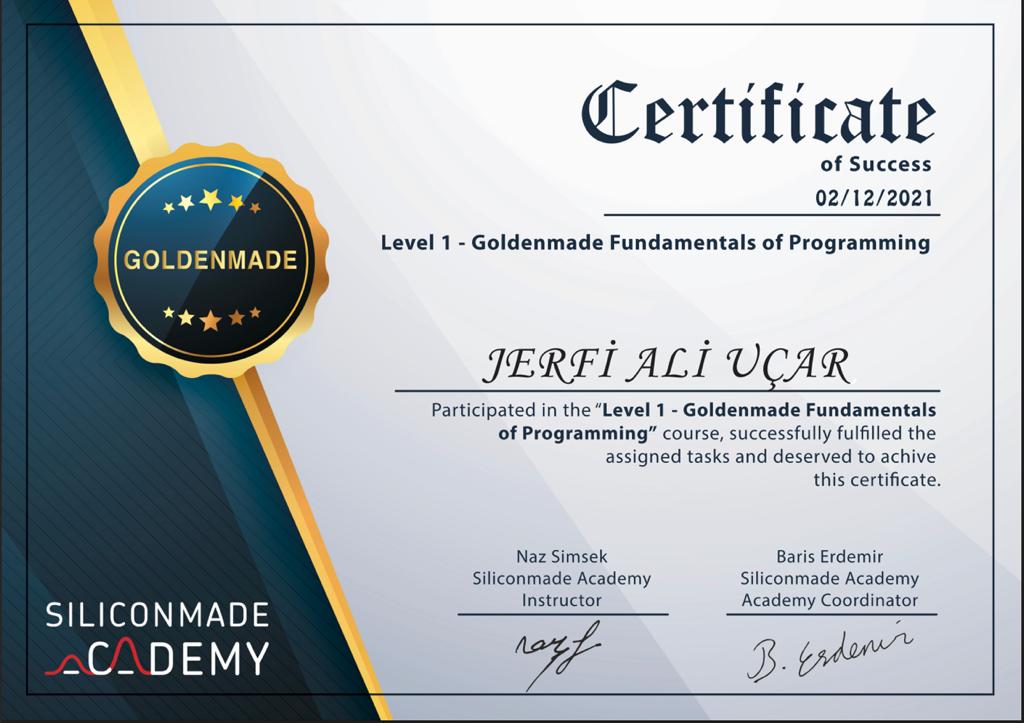 Certificate
of Success
02/12/2021
Level 1 - Goldenmade Fundamentals of Programming
GOLDENMADE
JERFİ ALİ UÇAR
Participated in the “Level 1 - Goldenmade Fundamentals
of Programming” course, successfully fulfilled the
assigned tasks and deserved to achive
this certificate.
Naz Simsek
Siliconmade Academy
Instructor
Baris Erdemir
Siliconmade Academy
Academy Coordinator
B. Erdemir
SILICONMADE
ACADEMY